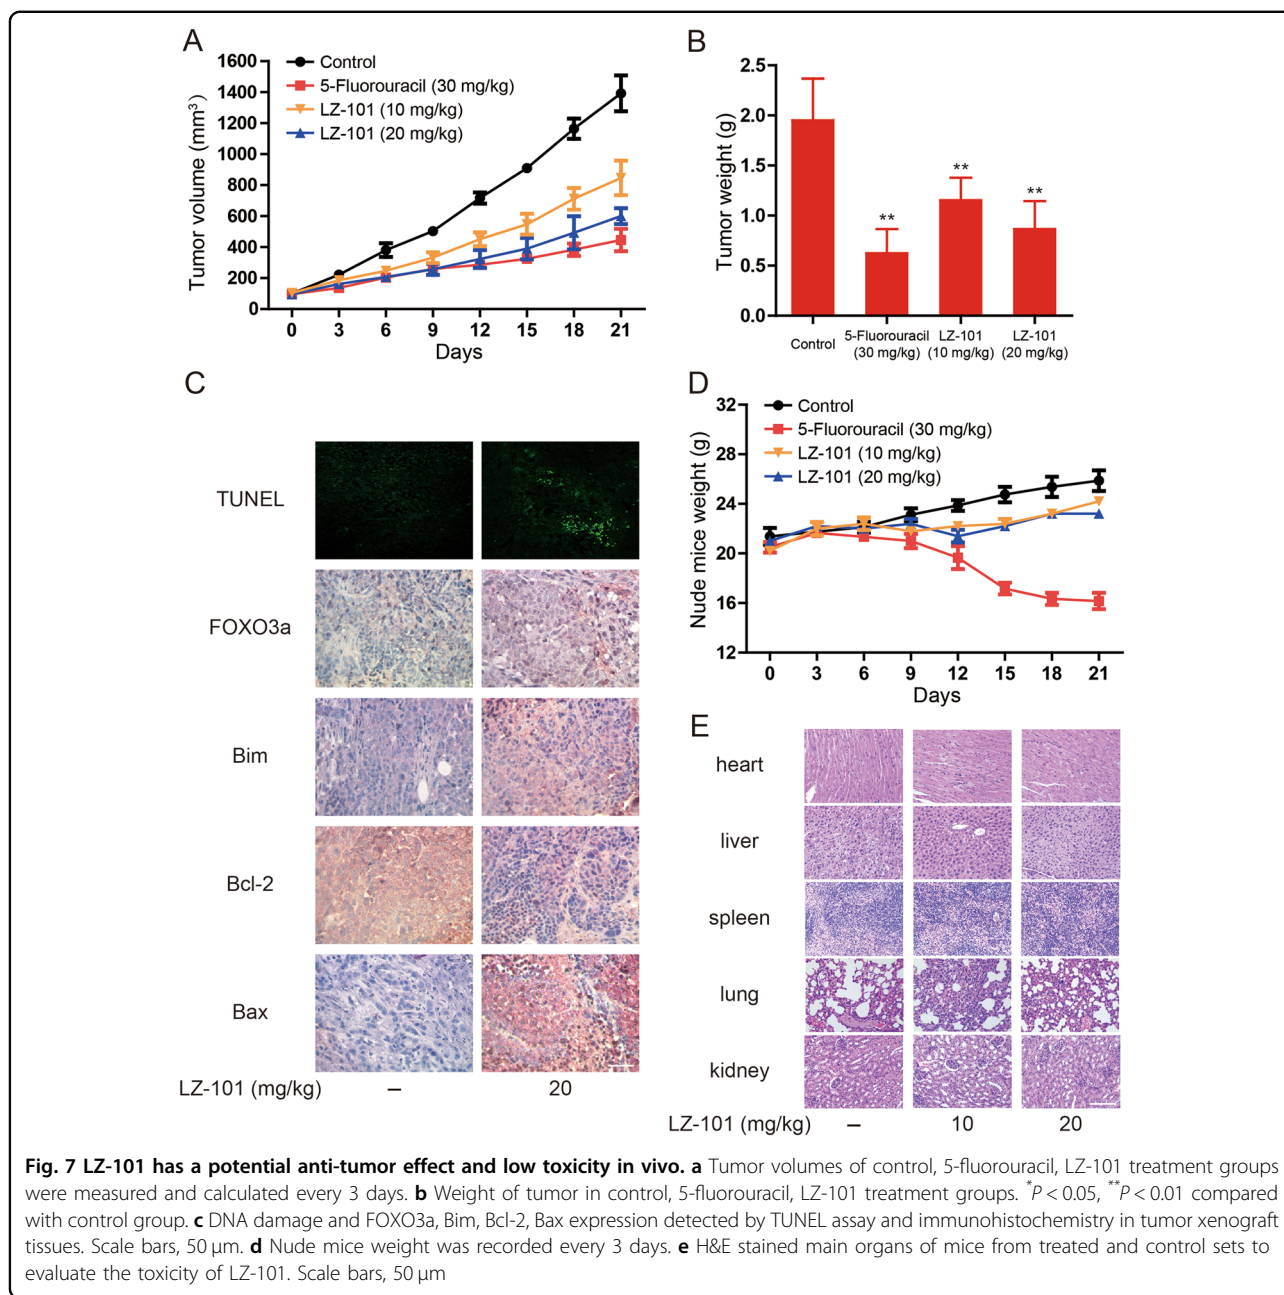 A
Tumor volume (mm³)
1600
1400
1200
1000
800
600
400
200
0
Control
5-Fluorouracil (30 mg/kg)
LZ-101 (10 mg/kg)
LZ-101 (20 mg/kg)
0 3 6 9 12 15 18 21
Days
B
Tumor weight (g)
2.5
2.0
1.5
1.0
0.5
0.0
**
**
**
Control
5-Fluorouracil
(30 mg/kg)
LZ-101
(10 mg/kg)
LZ-101
(20 mg/kg)
C
TUNEL
FOXO3a
Bim
Bcl-2
Bax
LZ-101 (mg/kg) – 20
D
Nude mice weight (g)
32
28
24
20
16
12
Control
5-Fluorouracil (30 mg/kg)
LZ-101 (10 mg/kg)
LZ-101 (20 mg/kg)
0 3 6 9 12 15 18 21
Days
E
heart
liver
spleen
lung
kidney
LZ-101 (mg/kg) – 10 20
Fig. 7 LZ-101 has a potential anti-tumor effect and low toxicity in vivo. a Tumor volumes of control, 5-fluorouracil, LZ-101 treatment groups
were measured and calculated every 3 days. b Weight of tumor in control, 5-fluorouracil, LZ-101 treatment groups. *P < 0.05, **P < 0.01 compared
with control group. c DNA damage and FOXO3a, Bim, Bcl-2, Bax expression detected by TUNEL assay and immunohistochemistry in tumor xenograft
tissues. Scale bars, 50 μm. d Nude mice weight was recorded every 3 days. e H&E stained main organs of mice from treated and control sets to
evaluate the toxicity of LZ-101. Scale bars, 50 μm